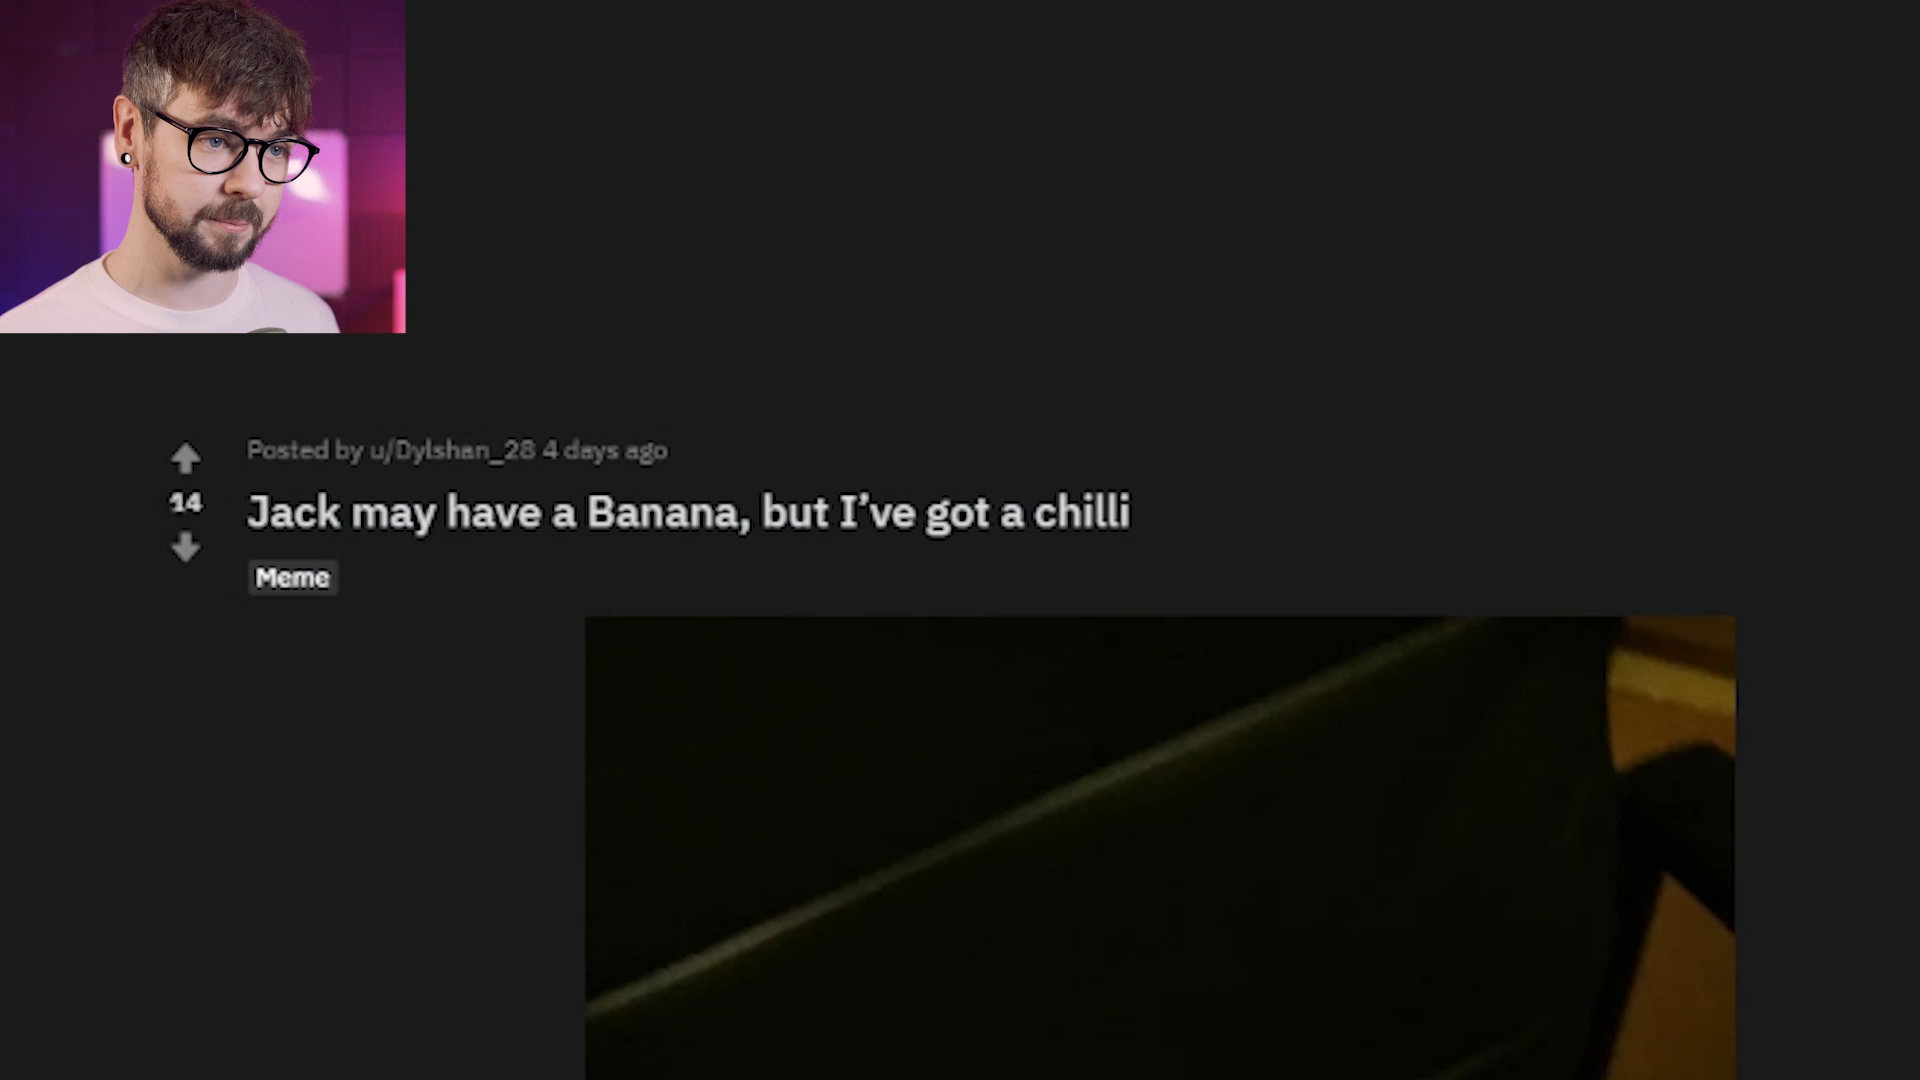 Posted by u/Dylshan_28 4 days ago
14
Jack may have a Banana, but I’ve got a chilli
Meme